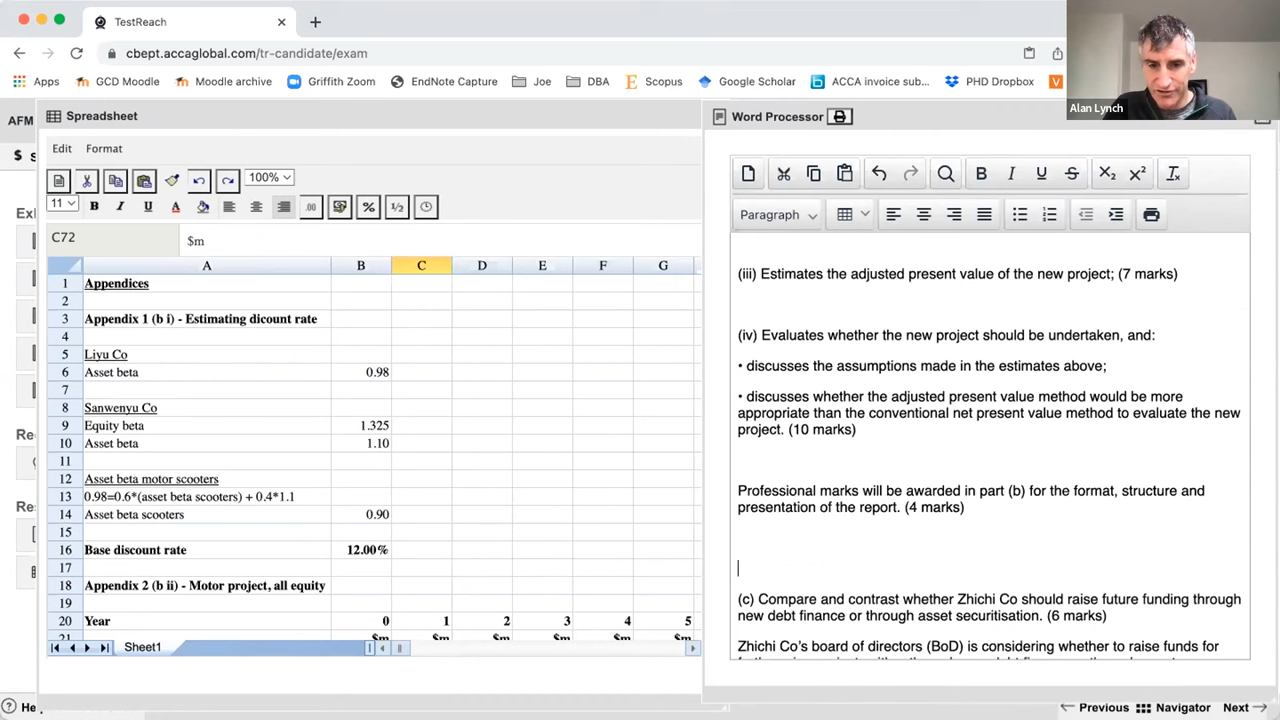 TestReach
cbept.accaglobal.com/tr-candidate/exam
Apps GCD Moodle Moodle archive Griffith Zoom EndNote Capture Joe DBA Scopus Google Scholar ACCA invoice sub... PHD Dropbox
Alan Lynch
AFM
Spreadsheet
Word Processor
Edit Format
100%
11
Paragraph
C72 $m
A B C D E F G
1 Appendices
2
3 Appendix 1 (b i) - Estimating dicount rate
4
5 Liyu Co
6 Asset beta 0.98
7
8 Sanwenyu Co
9 Equity beta 1.325
10 Asset beta 1.10
11
12 Asset beta motor scooters
13 0.98=0.6*(asset beta scooters) + 0.4*1.1
14 Asset beta scooters 0.90
15
16 Base discount rate 12.00%
17
18 Appendix 2 (b ii) - Motor project, all equity
19
20 Year 0 1 2 3 4 5
21 $m $m $m $m $m $m
Sheet1
(iii) Estimates the adjusted present value of the new project; (7 marks)
(iv) Evaluates whether the new project should be undertaken, and:
• discusses the assumptions made in the estimates above;
• discusses whether the adjusted present value method would be more
appropriate than the conventional net present value method to evaluate the new
project. (10 marks)
Professional marks will be awarded in part (b) for the format, structure and
presentation of the report. (4 marks)
(c) Compare and contrast whether Zhichi Co should raise future funding through
new debt finance or through asset securitisation. (6 marks)
Zhichi Co's board of directors (BoD) is considering whether to raise funds for
Previous Navigator Next